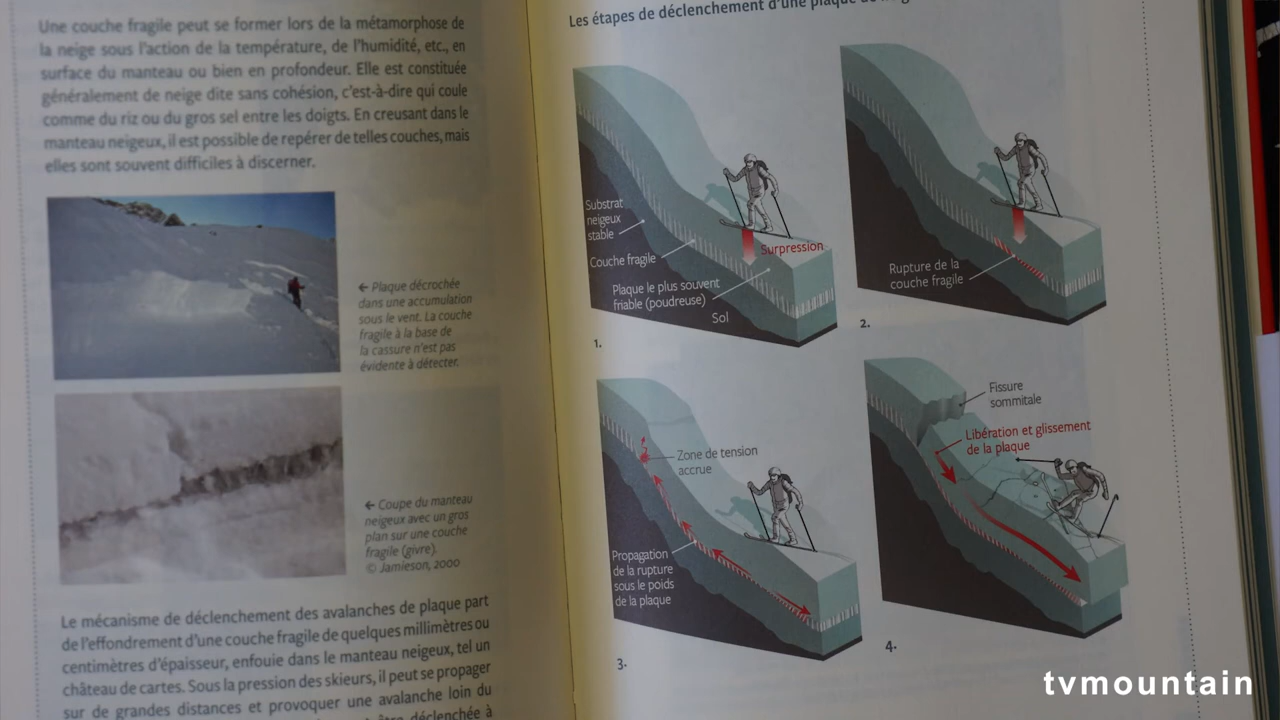 Une couche fragile peut se former lors de la métamorphose de
la neige sous l'action de la température, de l'humidité, etc., en
surface du manteau ou bien en profondeur. Elle est constituée
généralement de neige dite sans cohésion, c'est-à-dire qui coule
comme du riz ou du gros sel entre les doigts. En creusant dans le
manteau neigeux, il est possible de repérer de telles couches, mais
elles sont souvent difficiles à discerner.
← Plaque décrochée
dans une accumulation
sous le vent. La couche
fragile à la base de
la cassure n'est pas
évidente à détecter.
← Coupe du manteau
neigeux avec un gros
plan sur une couche
fragile (givre).
© Jamieson, 2000
Le mécanisme de déclenchement des avalanches de plaque part
de l'effondrement d'une couche fragile de quelques millimètres ou
centimètres d'épaisseur, enfouie dans le manteau neigeux, tel un
château de cartes. Sous la pression des skieurs, il peut se propager
sur de grandes distances et provoquer une avalanche loin du
déclenchée à
Les étapes de déclenchement d'une plaque
Substrat
neigeux
stable
Couche fragile
Surpression
Plaque le plus souvent
friable (poudreuse)
Sol
1.
Rupture de la
couche fragile
2.
Zone de tension
accrue
Propagation
de la rupture
sous le poids
de la plaque
3.
Fissure
sommitale
Libération et glissement
de la plaque
4.
tvmountain